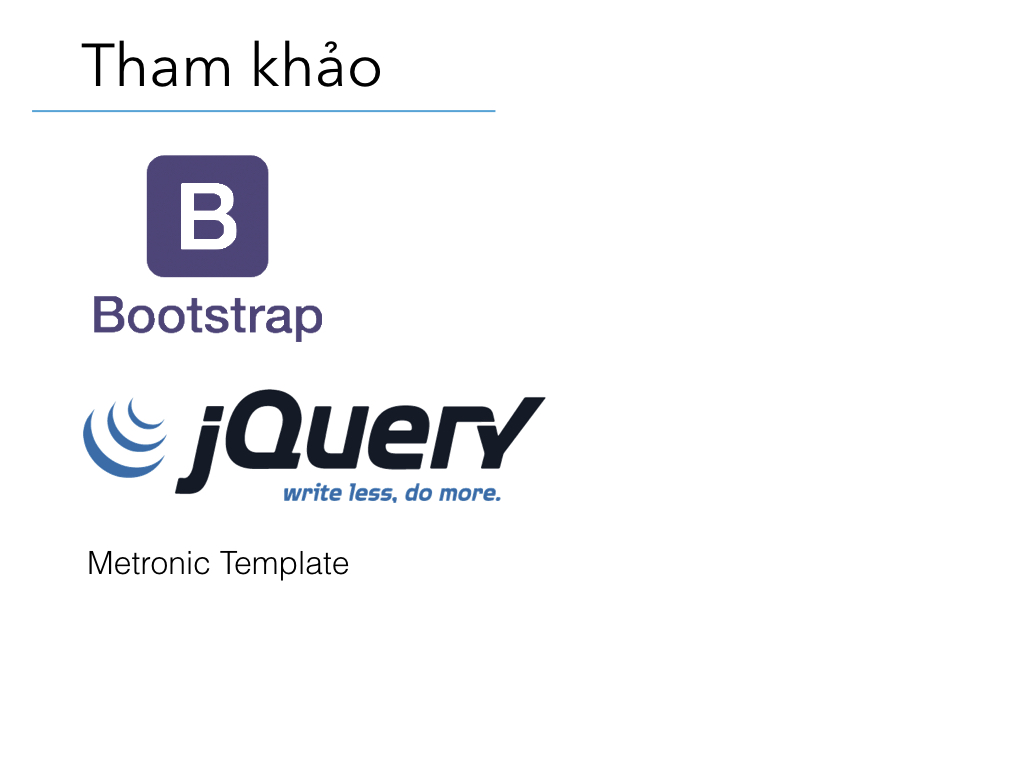 Tham khảo
B
Bootstrap
jQuery
write less, do more.
Metronic Template